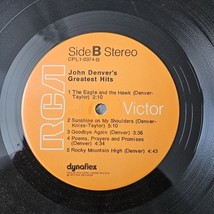 Side B Stereo
CPL1-0374-B
John Denver's
Greatest Hits
1 The Eagle and the Hawk (Denver-
Taylor) 2:10
2 Sunshine on My Shoulders (Denver-
Kniss-Taylor) 5:10
3 Goodbye Again (Denver) 3:36
4 Poems, Prayers and Promises
(Denver) 4:34
5 Rocky Mountain High (Denver) 4:43
RCA
Victor
dynaflex